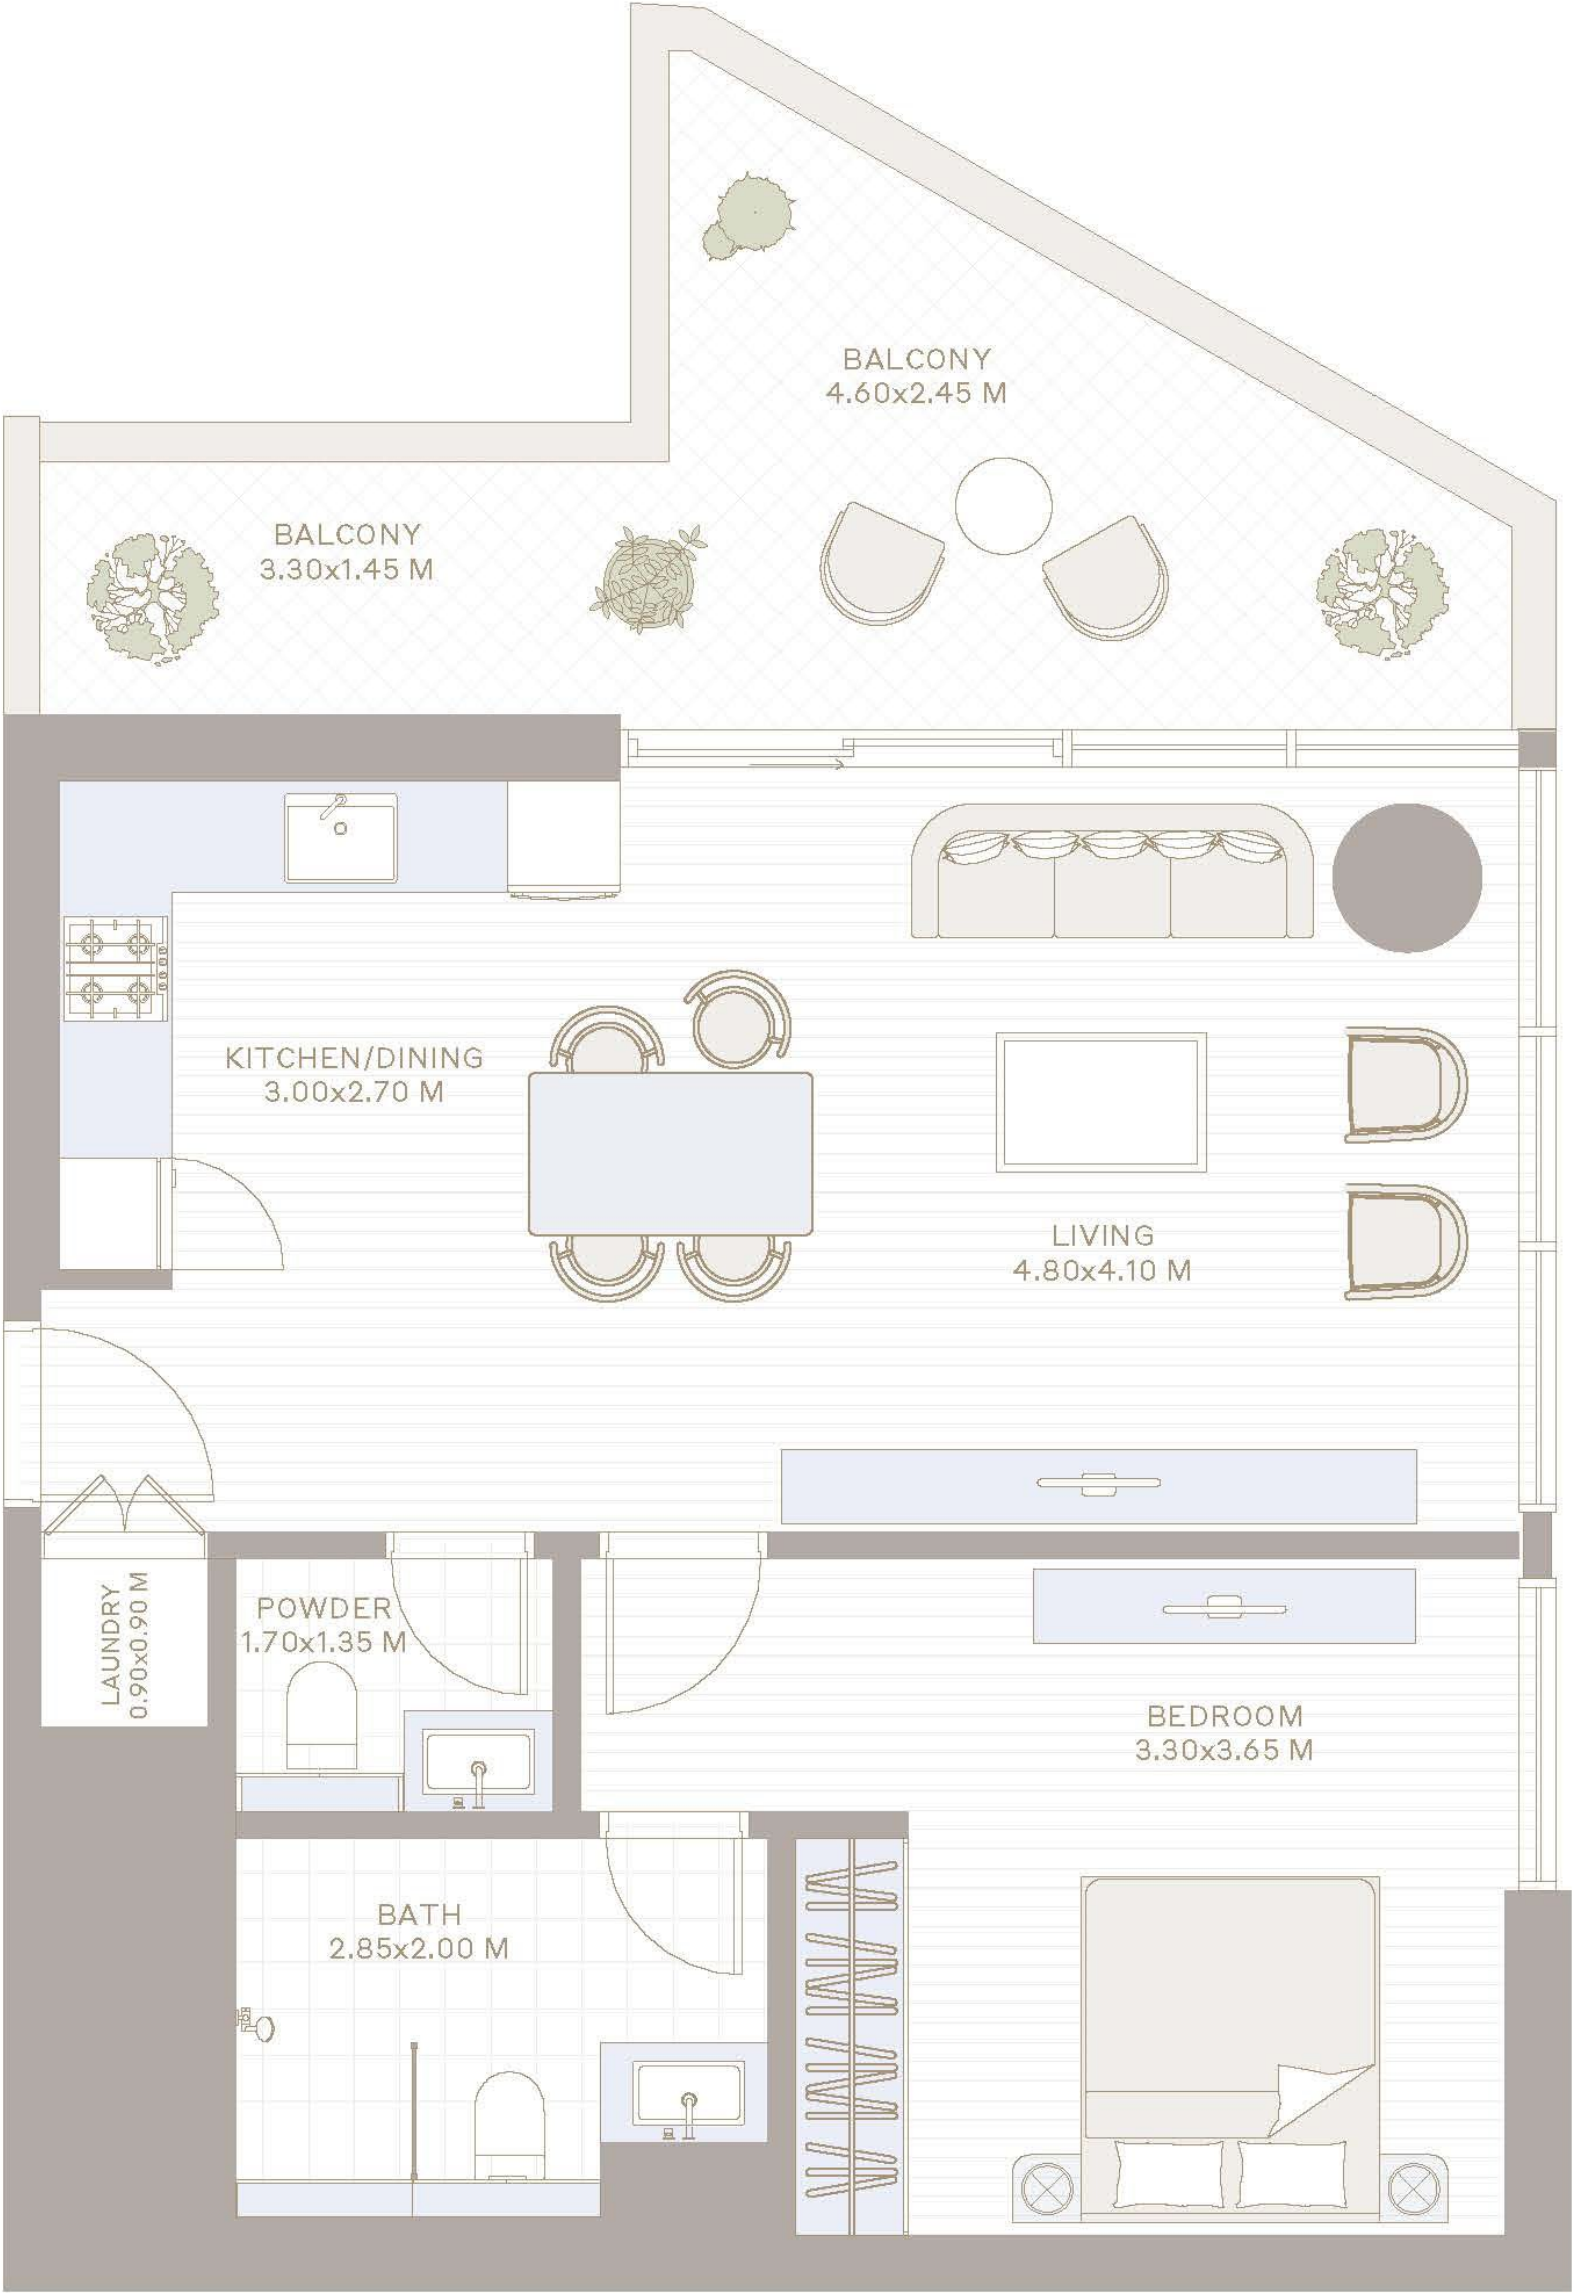 BALCONY
4.60x2.45 M
BALCONY
3.30x1.45 M
KITCHEN/DINING
3.00x2.70 M
LIVING
4.80x4.10 M
LAUNDRY
0.90x0.90 M
POWDER
1.70x1.35 M
BEDROOM
3.30x3.65 M
BATH
2.85x2.00 M